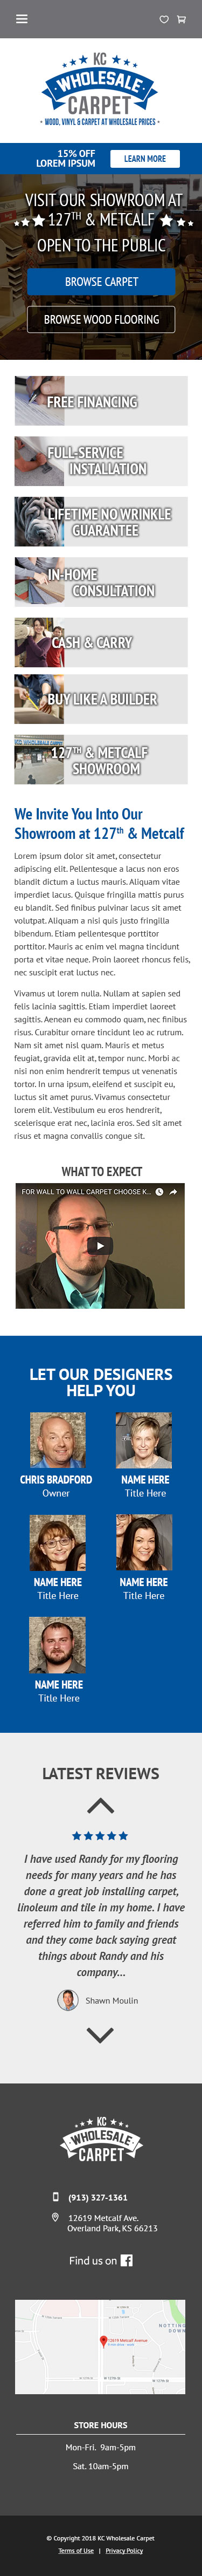 KC
WHOLESALE
CARPET
WOOD, VINYL & CARPET AT WHOLESALE PRICES
15% OFF
LOREM IPSUM
LEARN MORE
VISIT OUR SHOWROOM AT
127TH & METCALF
OPEN TO THE PUBLIC
BROWSE CARPET
BROWSE WOOD FLOORING
FREE FINANCING
FULL-SERVICE
INSTALLATION
LIFETIME NO WRINKLE
GUARANTEE
IN-HOME
CONSULTATION
CASH & CARRY
BUY LIKE A BUILDER
127TH & METCALF
SHOWROOM
We Invite You Into Our
Showroom at 127th & Metcalf
Lorem ipsum dolor sit amet, consectetur
adipiscing elit. Pellentesque a lacus non eros
blandit dictum a luctus mauris. Aliquam vitae
imperdiet lacus. Quisque fringilla mattis purus
eu blandit. Sed finibus pulvinar lacus sit amet
volutpat. Aliquam a nisi quis justo fringilla
bibendum. Etiam pellentesque porttitor
porttitor. Mauris ac enim vel magna tincidunt
porta et vitae neque. Proin laoreet rhoncus felis,
nec suscipit erat luctus nec.
Vivamus ut lorem nulla. Nullam at sapien sed
felis lacinia sagittis. Etiam imperdiet laoreet
sagittis. Aenean eu commodo quam, nec finibus
risus. Curabitur ornare tincidunt leo ac rutrum.
Nam sit amet nisl quam. Mauris et metus
feugiat, gravida elit at, tempor nunc. Morbi ac
nisi non enim hendrerit tempus ut venenatis
tortor. In urna ipsum, eleifend et suscipit eu,
luctus sit amet purus. Vivamus consectetur
lorem elit. Vestibulum eu eros hendrerit,
scelerisque erat nec, lacinia eros. Sed sit amet
risus et magna convallis congue sit.
WHAT TO EXPECT
FOR WALL TO WALL CARPET CHOOSE K...
LET OUR DESIGNERS
HELP YOU
CHRIS BRADFORD
Owner
NAME HERE
Title Here
NAME HERE
Title Here
NAME HERE
Title Here
NAME HERE
Title Here
LATEST REVIEWS
I have used Randy for my flooring
needs for many years and he has
done a great job installing carpet,
linoleum and tile in my home. I have
referred him to family and friends
and they come back saying great
things about Randy and his
company...
Shawn Moulin
KC
WHOLESALE
CARPET
(913) 327-1361
12619 Metcalf Ave.
Overland Park, KS 66213
Find us on
12619 Metcalf Avenue
NOTTING
DOWN
STORE HOURS
Mon-Fri. 9am-5pm
Sat. 10am-5pm
© Copyright 2018 KC Wholesale Carpet
Terms of Use | Privacy Policy